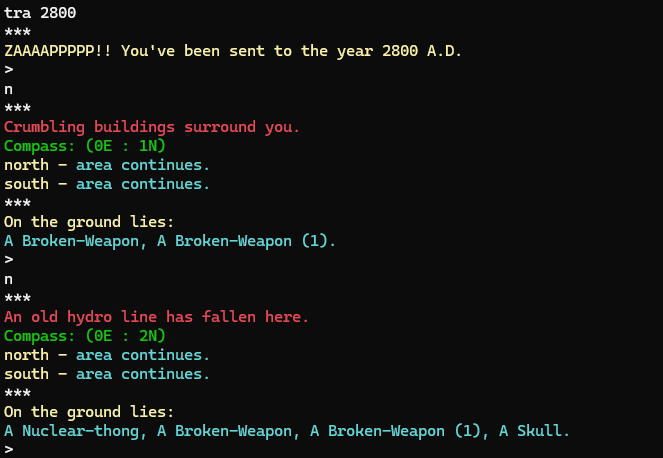 tra 2800
***
ZAAAAPPPPP!! You've been sent to the year 2800 A.D.
>
n
***
Crumbling buildings surround you.
Compass: (0E : 1N)
north - area continues.
south - area continues.
***
On the ground lies:
A Broken-Weapon, A Broken-Weapon (1).
>
n
***
An old hydro line has fallen here.
Compass: (0E : 2N)
north - area continues.
south - area continues.
***
On the ground lies:
A Nuclear-thong, A Broken-Weapon, A Broken-Weapon (1), A Skull.
>